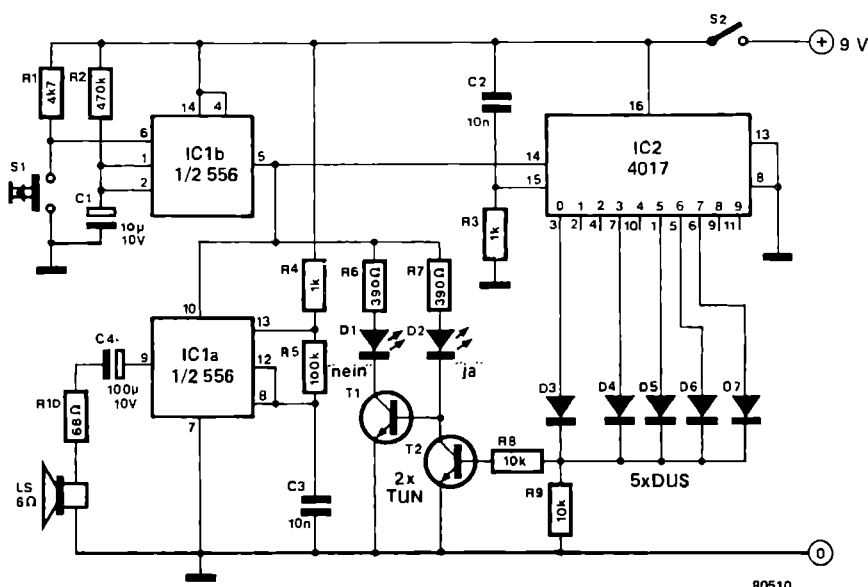 S2
+ 9 V
R1
4k7
R2
470k
14
4
6
1
2
5
IC1b
1/2 556
S1
C1
10µ
10V
C2
10n
R3
1k
16
14
15
13
8
IC2
4017
0 1 2 3 4 5 6 7 8 9
3 2 4 7 10 1 5 6 9 11
R4
1k
R6
390Ω
R7
390Ω
10
13
12
8
9
7
IC1a
1/2 556
C4
100µ
10V
R10
68Ω
LS
6Ω
R5
100k
D1
"nein"
D2
"ja"
T1
T2
2x
TUN
C3
10n
R8
10k
R9
10k
D3
D4
D5
D6
D7
5xDUS
0
80510